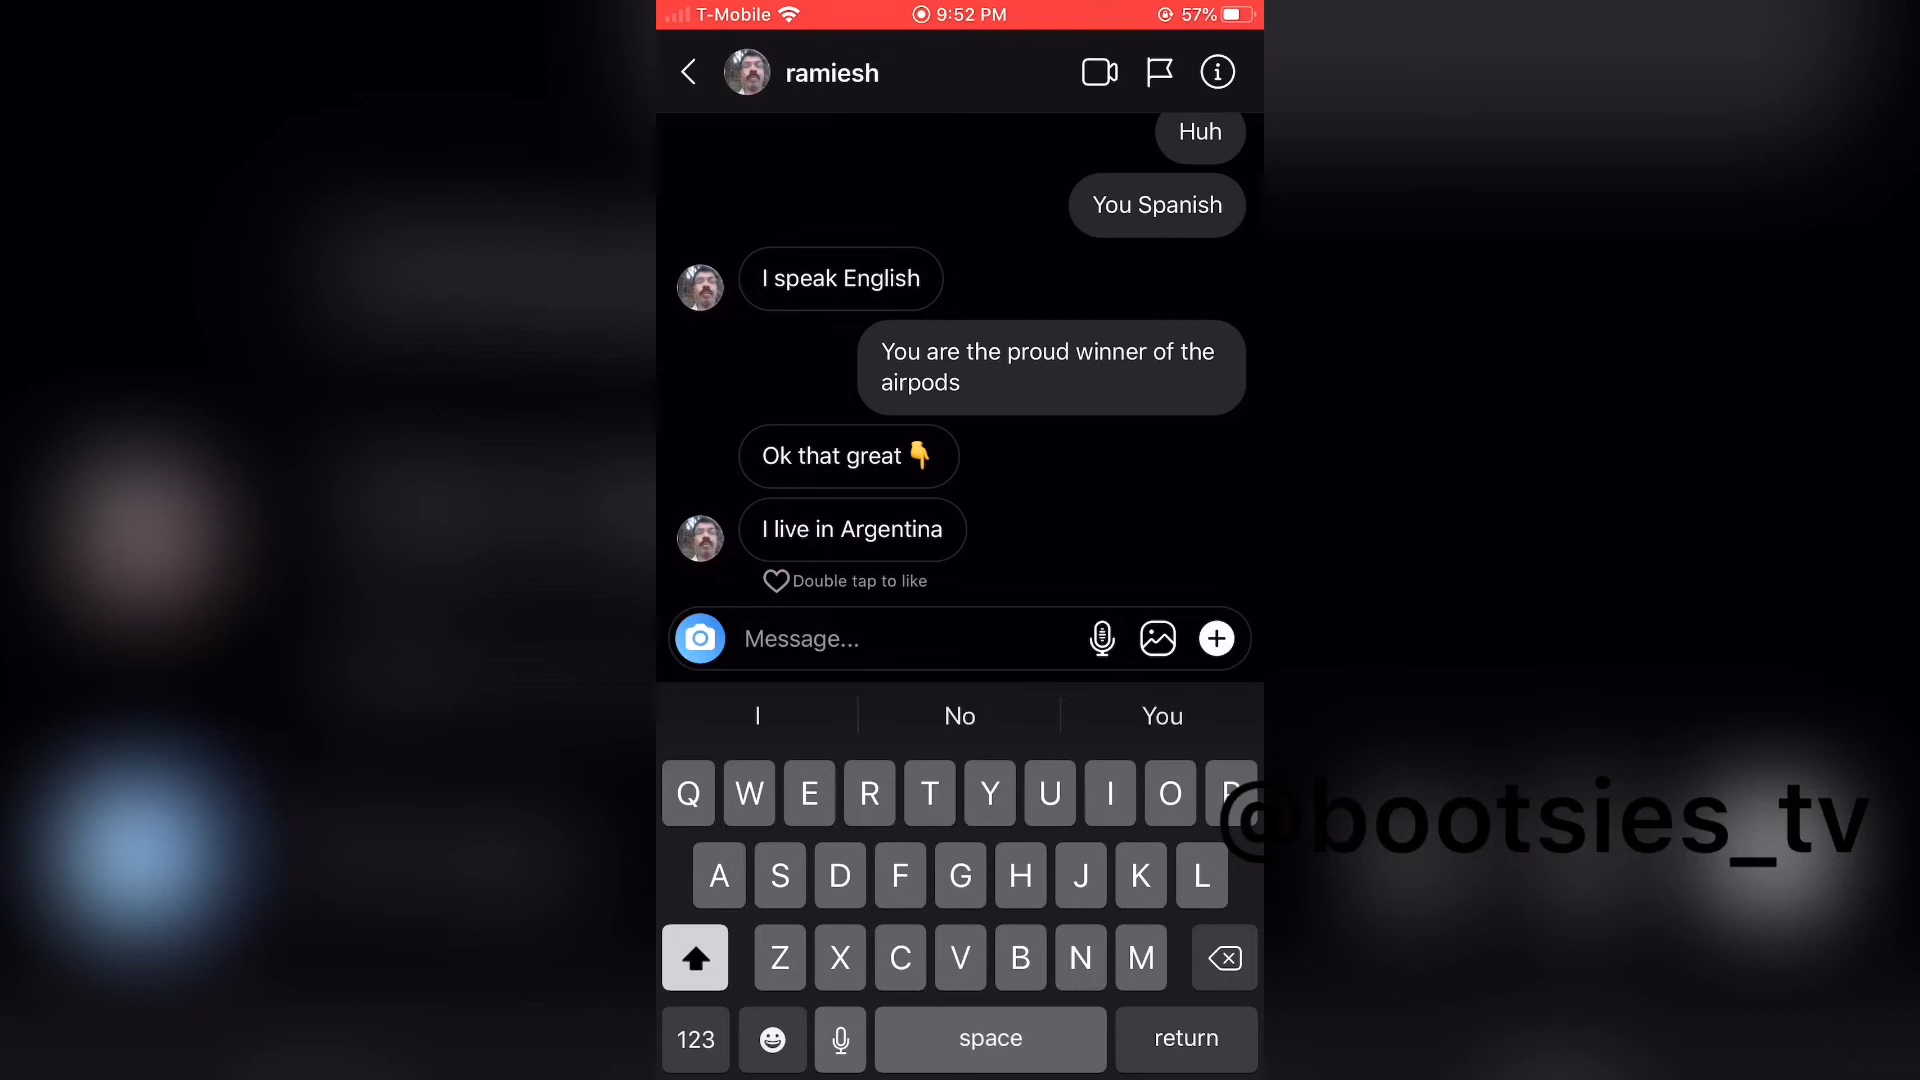 T-Mobile 9:52 PM 57%
ramiesh
Huh
You Spanish
I speak English
You are the proud winner of the
airpods
Ok that great 👇
I live in Argentina
Double tap to like
Message...
I No You
Q W E R T Y U I O P
@bootsies_tv
A S D F G H J K L
Z X C V B N M
123 space return